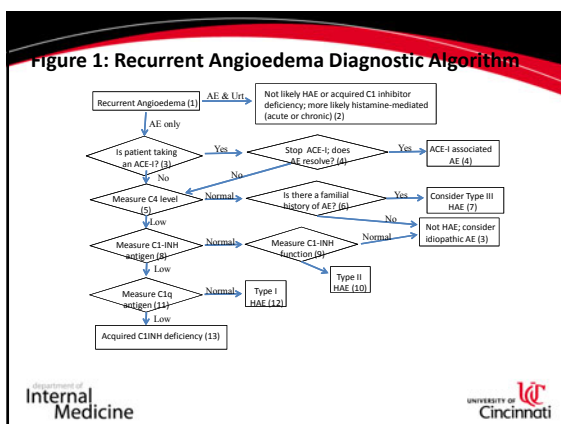 Figure 1: Recurrent Angioedema Diagnostic Algorithm
Recurrent Angioedema (1)
AE & Urt
Not likely HAE or acquired C1 inhibitor
deficiency; more likely histamine-mediated
(acute or chronic) (2)
AE only
Is patient taking
an ACE-I? (3)
Yes
Stop ACE-I; does
AE resolve? (4)
Yes
ACE-I associated
AE (4)
No
No
Measure C4 level
(5)
Normal
Is there a familial
history of AE? (6)
Yes
Consider Type III
HAE (7)
No
Low
Not HAE; consider
idiopathic AE (3)
Measure C1-INH
antigen (8)
Normal
Measure C1-INH
function (9)
Normal
Low
Type II
HAE (10)
Measure C1q
antigen (11)
Normal
Type I
HAE (12)
Low
Acquired C1INH deficiency (13)
department of
Internal
Medicine
UNIVERSITY OF
Cincinnati
UC